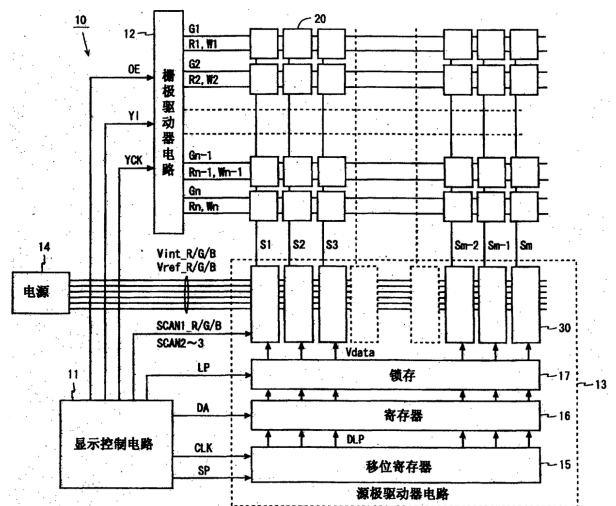 10
12
20
G1
R1,W1
OE
G2
R2,W2
YI
栅极驱动器电路
YCK
Gn-1
Rn-1,Wn-1
Gn
Rn,Wn
S1
S2
S3
Sm-2
Sm-1
Sm
14
Vint_R/G/B
Vref_R/G/B
电源
30
SCAN1_R/G/B
SCAN2～3
Vdata
11
LP
锁存
17
13
DA
寄存器
16
显示控制电路
DLP
CLK
移位寄存器
15
SP
源极驱动器电路